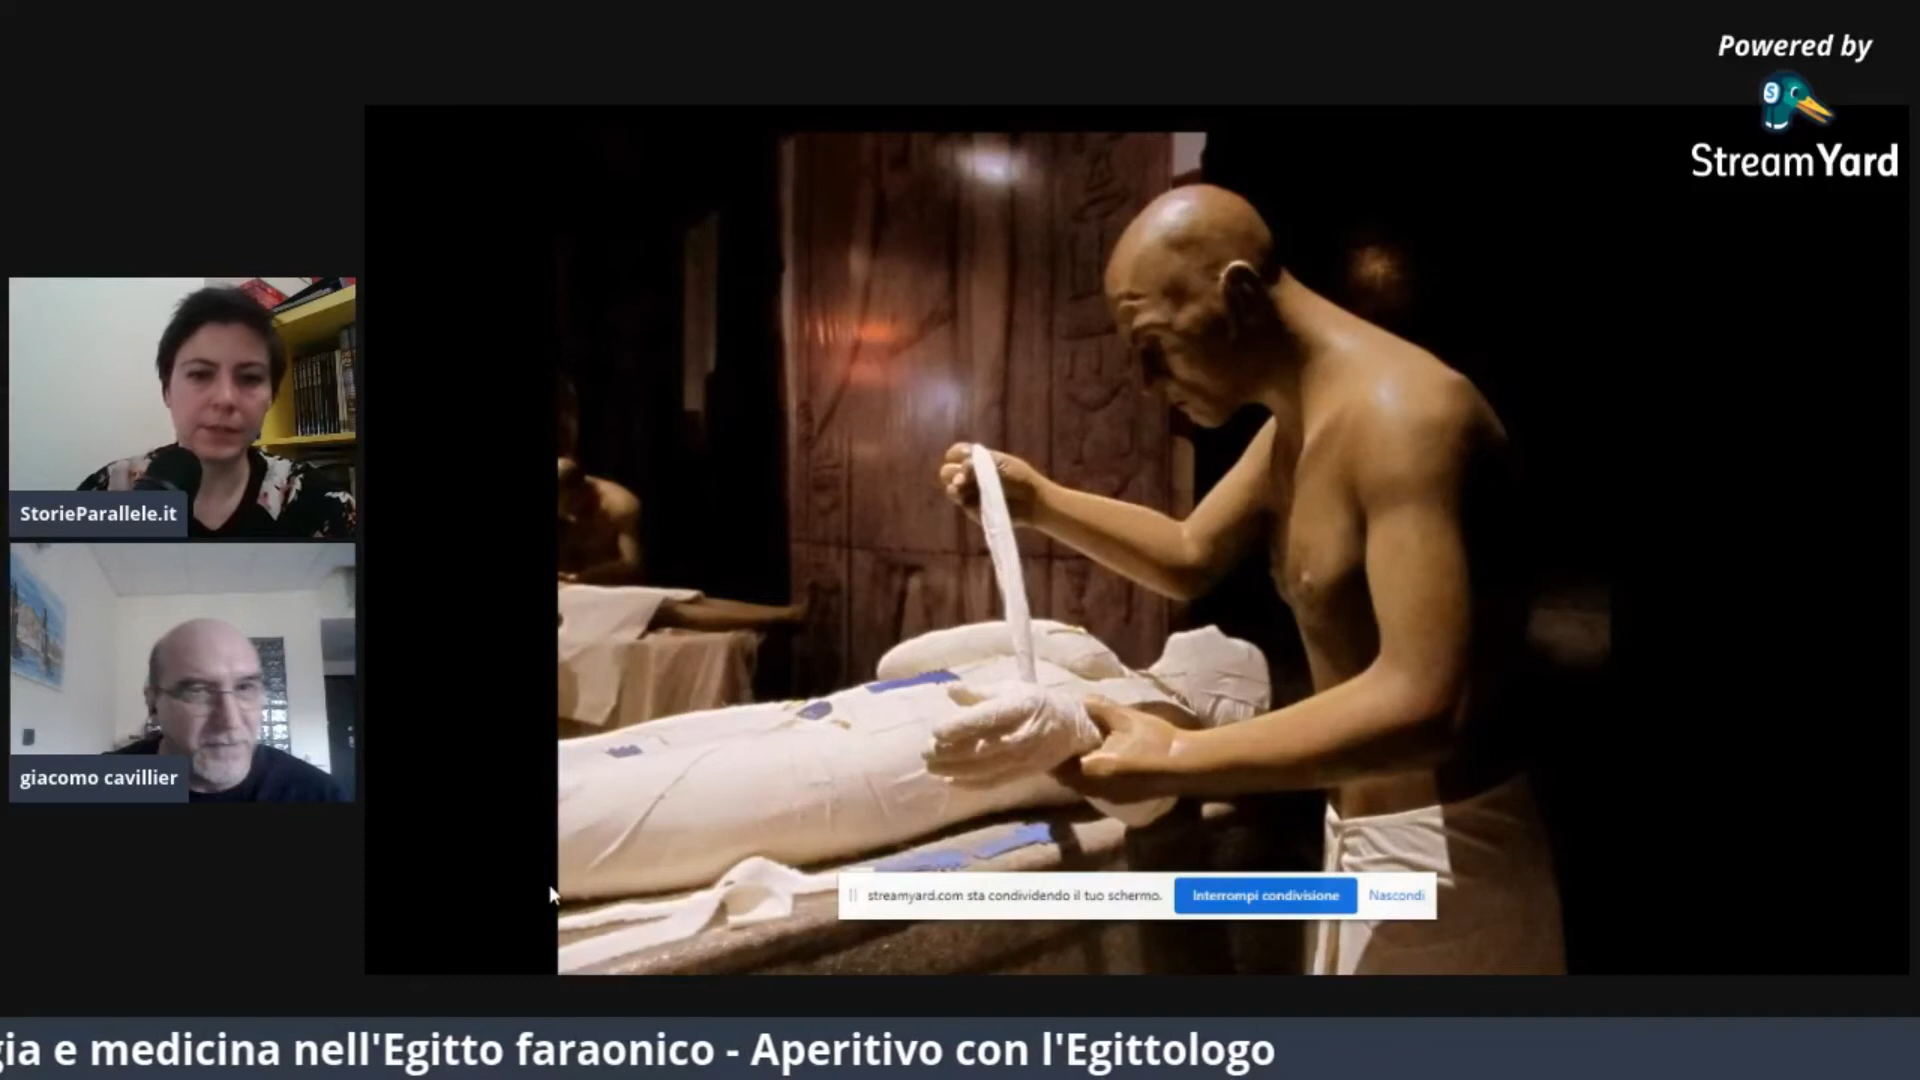 Powered by
StreamYard
StorieParallele.it
giacomo cavillier
streamyard.com sta condividendo il tuo schermo. Interrompi condivisione Nascondi
e medicina nell'Egitto faraonico - Aperitivo con l'Egittologo